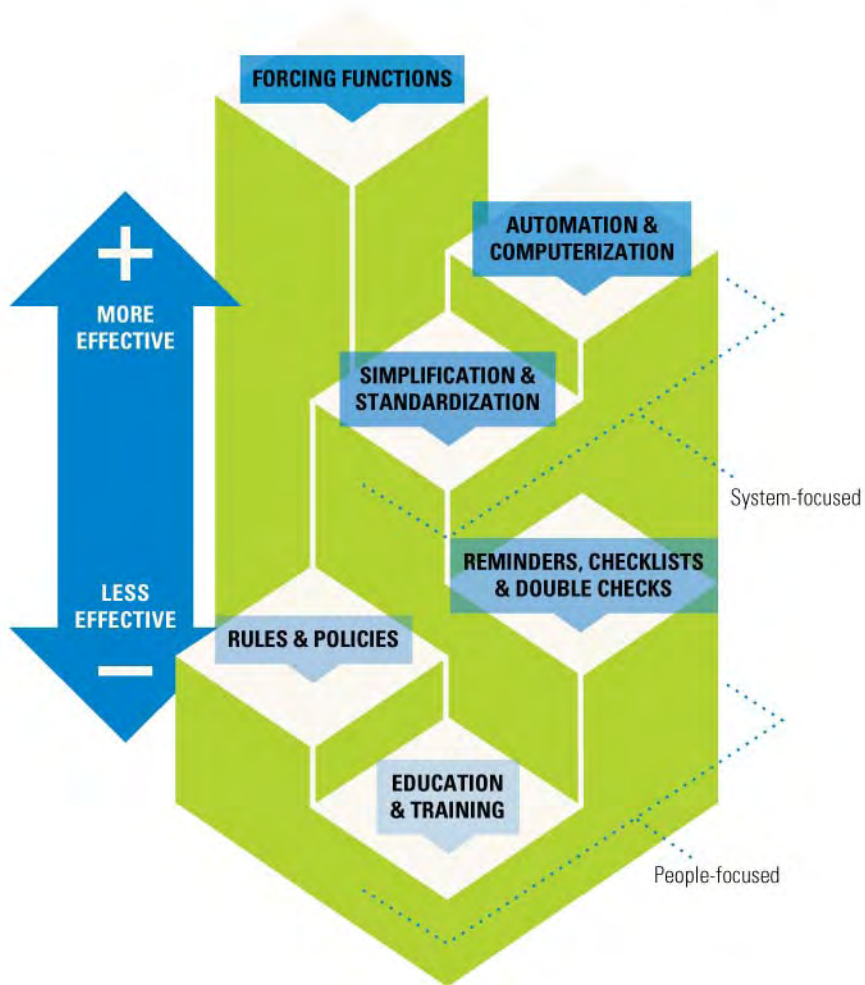 FORCING FUNCTIONS
AUTOMATION &
COMPUTERIZATION
+
MORE
EFFECTIVE
SIMPLIFICATION &
STANDARDIZATION
System-focused
REMINDERS, CHECKLISTS
& DOUBLE CHECKS
LESS
EFFECTIVE
–
RULES & POLICIES
EDUCATION
& TRAINING
People-focused